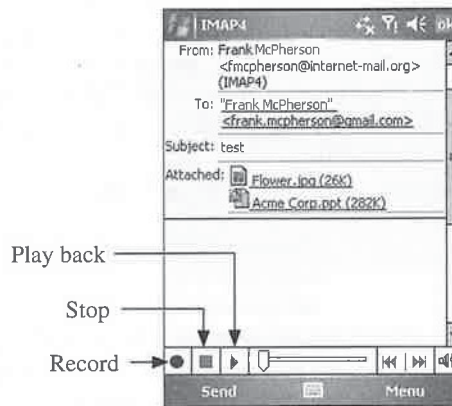 IMAP4 ok
From: Frank McPherson
<fmcpherson@internet-mail.org>
(IMAP4)
To: "Frank McPherson"
<frank.mcpherson@gmail.com>
Subject: test
Attached: Flower.jpg (26K)
Acme Corp.ppt (282K)
Play back
Stop
Record
Send Menu